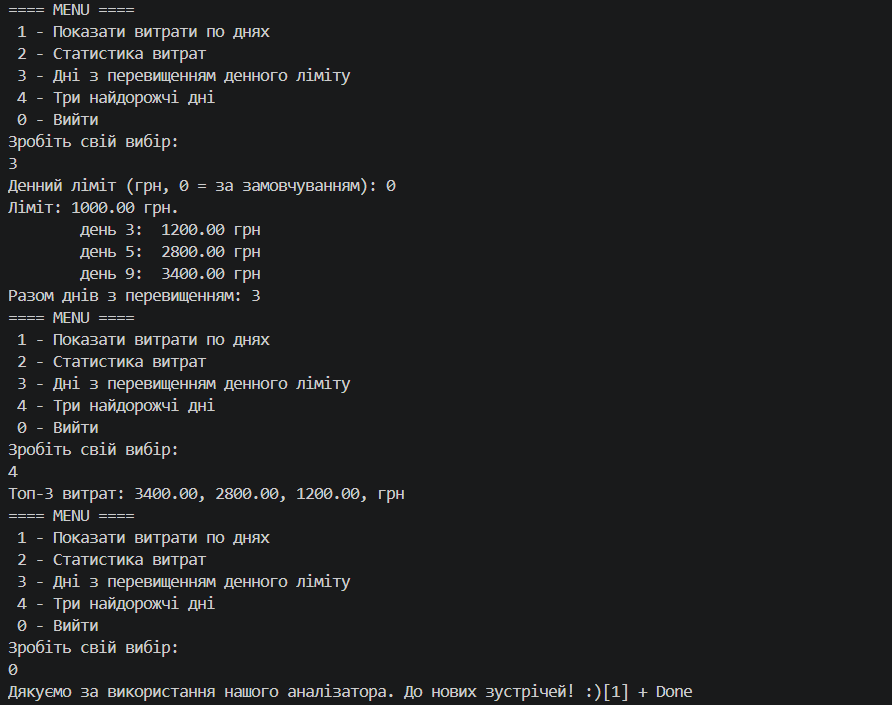 ==== MENU ====
1 - Показати витрати по днях
2 - Статистика витрат
3 - Дні з перевищенням денного ліміту
4 - Три найдорожчі дні
0 - Вийти
Зробіть свій вибір:
3
Денний ліміт (грн, 0 = за замовчуванням): 0
Ліміт: 1000.00 грн.
день 3:  1200.00 грн
день 5:  2800.00 грн
день 9:  3400.00 грн
Разом днів з перевищенням: 3
==== MENU ====
1 - Показати витрати по днях
2 - Статистика витрат
3 - Дні з перевищенням денного ліміту
4 - Три найдорожчі дні
0 - Вийти
Зробіть свій вибір:
4
Топ-3 витрат: 3400.00, 2800.00, 1200.00, грн
==== MENU ====
1 - Показати витрати по днях
2 - Статистика витрат
3 - Дні з перевищенням денного ліміту
4 - Три найдорожчі дні
0 - Вийти
Зробіть свій вибір:
0
Дякуємо за використання нашого аналізатора. До нових зустрічей! :)[1] + Done